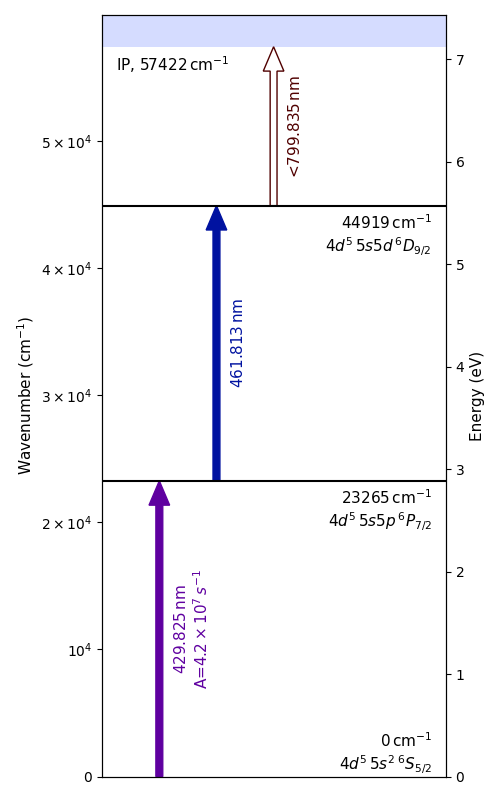 IP, 57422 cm⁻¹
<799.835 nm
44919 cm⁻¹
4d⁵ 5s5d ⁶D₉/₂
461.813 nm
23265 cm⁻¹
4d⁵ 5s5p ⁶P₇/₂
429.825 nm
A=4.2 × 10⁷ s⁻¹
0 cm⁻¹
4d⁵ 5s² ⁶S₅/₂
Wavenumber (cm⁻¹)
5 × 10⁴
4 × 10⁴
3 × 10⁴
2 × 10⁴
10⁴
0
Energy (eV)
7
6
5
4
3
2
1
0